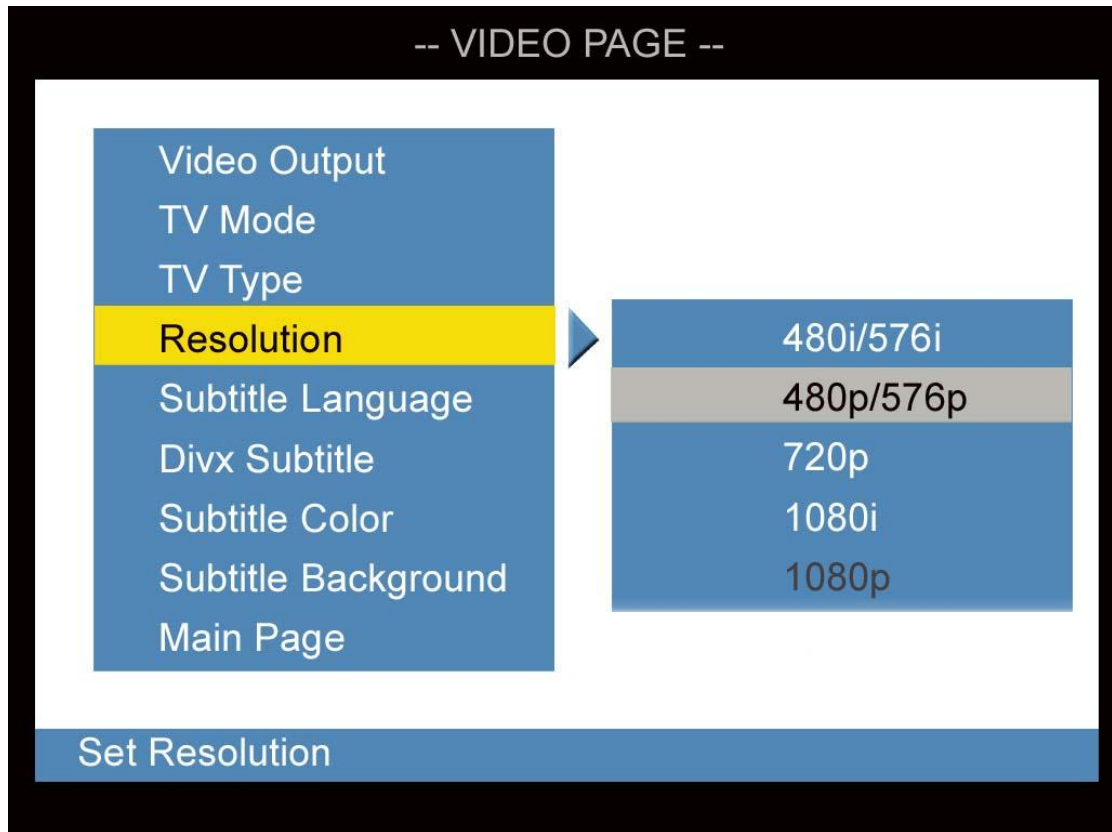 -- VIDEO PAGE --
Video Output
TV Mode
TV Type
Resolution
Subtitle Language
Divx Subtitle
Subtitle Color
Subtitle Background
Main Page
480i/576i
480p/576p
720p
1080i
1080p
Set Resolution